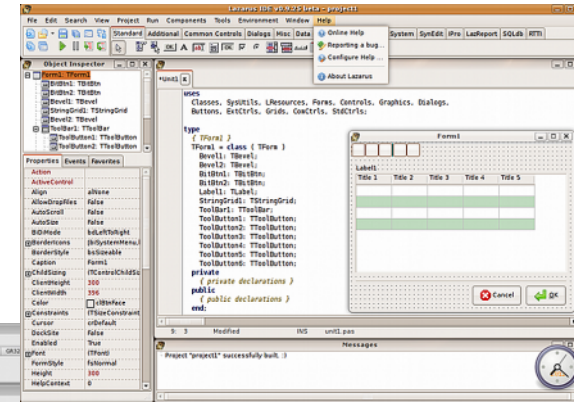 Lazarus IDE v0.9.25 beta - project1
File Edit Search View Project Run Components Tools Environment Window Help
Standard Additional Common Controls Dialogs Misc Data System SynEdit iPro LazReport SQLdb RTTI
Online Help
Reporting a bug...
Configure Help ...
About Lazarus
Object Inspector
Form1: TForm1
BitBtn1: TBitBtn
BitBtn2: TBitBtn
Bevel1: TBevel
StringGrid1: TStringGrid
ToolBar1: TToolBar
ToolButton1: TToolButton
ToolButton2: TToolButton
Properties Events Favorites
Action
ActiveControl
Align alNone
AllowDropFiles False
AutoScroll False
AutoSize False
BiDiMode bdLeftToRight
BorderIcons [biSystemMenu,
BorderStyle bsSizeable
Caption Form1
ChildSizing (TControlChildSi
ClientHeight 300
ClientWidth 396
Color clBtnFace
Constraints (TSizeConstraint
Cursor crDefault
DockSite False
Enabled True
Font (TFont)
FormStyle fsNormal
Height 300
HelpContext 0
*Unit1
uses
Classes, SysUtils, LResources, Forms, Controls, Graphics, Dialogs,
Buttons, ExtCtrls, Grids, ComCtrls, StdCtrls;
type
{ TForm1 }
TForm1 = class ( TForm )
Bevel1: TBevel;
Bevel2: TBevel;
BitBtn1: TBitBtn;
BitBtn2: TBitBtn;
Label1: TLabel;
StringGrid1: TStringGrid;
ToolBar1: TToolBar;
ToolButton1: TToolButton;
ToolButton2: TToolButton;
ToolButton3: TToolButton;
ToolButton4: TToolButton;
ToolButton5: TToolButton;
ToolButton6: TToolButton;
private
{ private declarations }
public
{ public declarations }
end;
9: 3 Modified INS unit1.pas
Form1
Label1
Title 1 Title 2 Title 3 Title 4 Title 5
Cancel OK
Messages
Project "project1" successfully built. :)